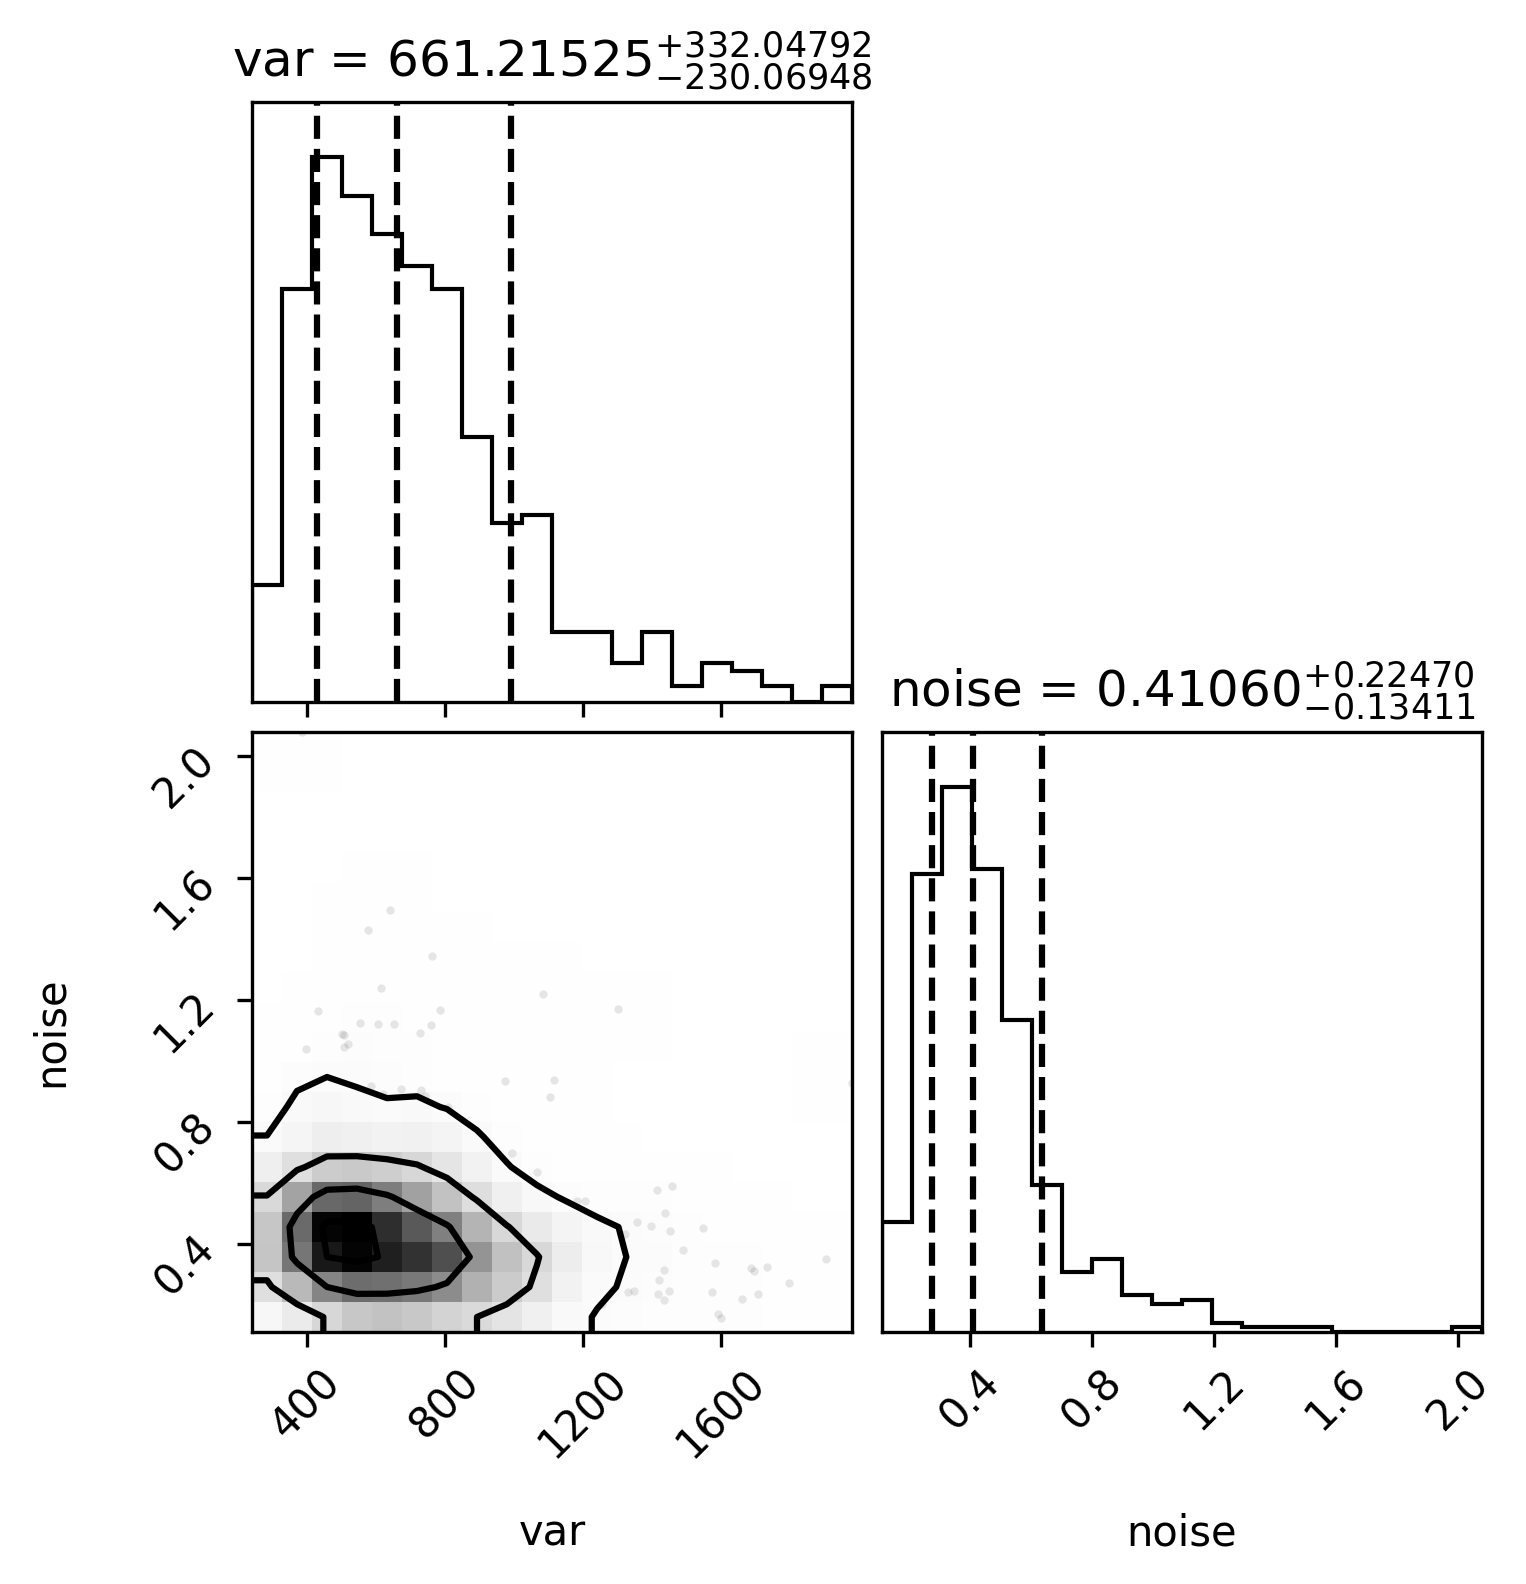 var = 661.21525+332.04792−230.06948
noise = 0.41060+0.22470−0.13411
noise
2.0
1.6
1.2
0.8
0.4
400 800 1200 1600
0.4 0.8 1.2 1.6 2.0
var
noise